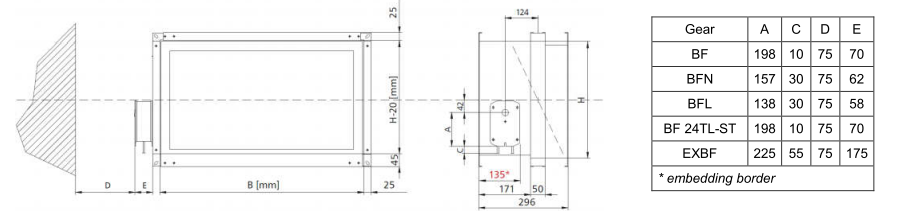 25
H-20 [mm]
45
D
E
B [mm]
25
124
42
A
C
H
135*
171
50
296
Gear A C D E
BF 198 10 75 70
BFN 157 30 75 62
BFL 138 30 75 58
BF 24TL-ST 198 10 75 70
EXBF 225 55 75 175
* embedding border